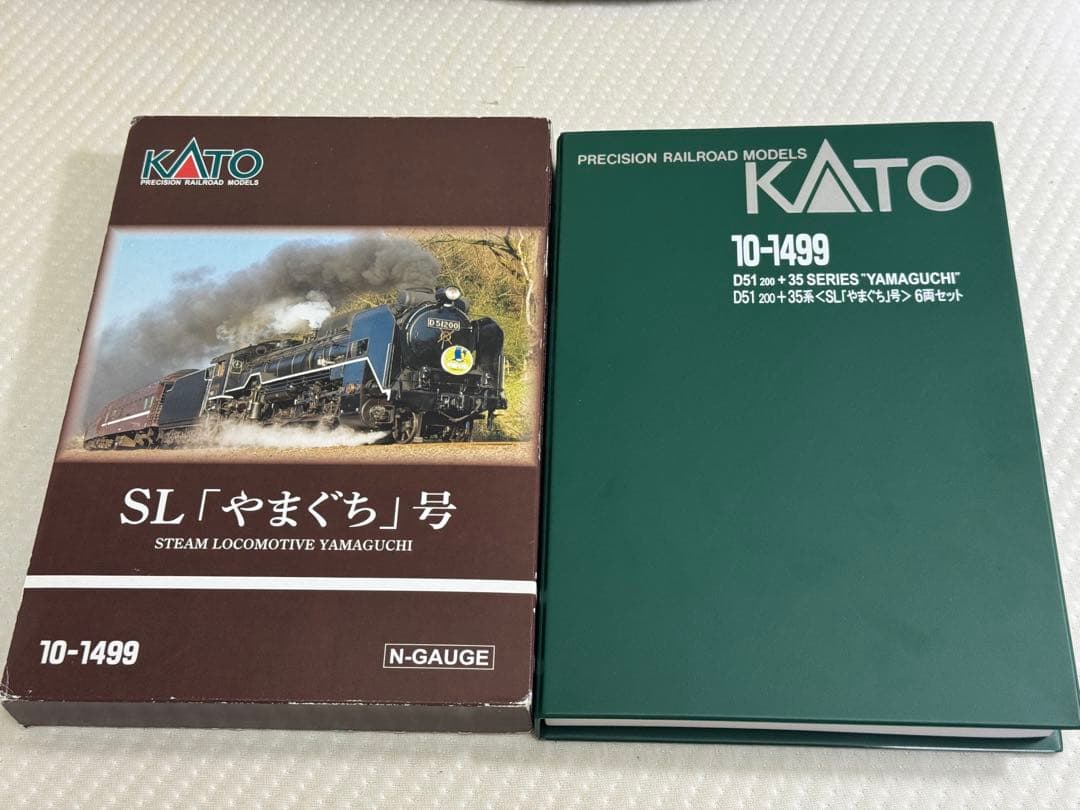 KATO
PRECISION RAILROAD MODELS
D51200
SL「やまぐち」号
STEAM LOCOMOTIVE YAMAGUCHI
10-1499
N-GAUGE
PRECISION RAILROAD MODELS
KATO
10-1499
D51 200 + 35 SERIES "YAMAGUCHI"
D51 200 + 35系 <SL「やまぐち」号> 6両セット